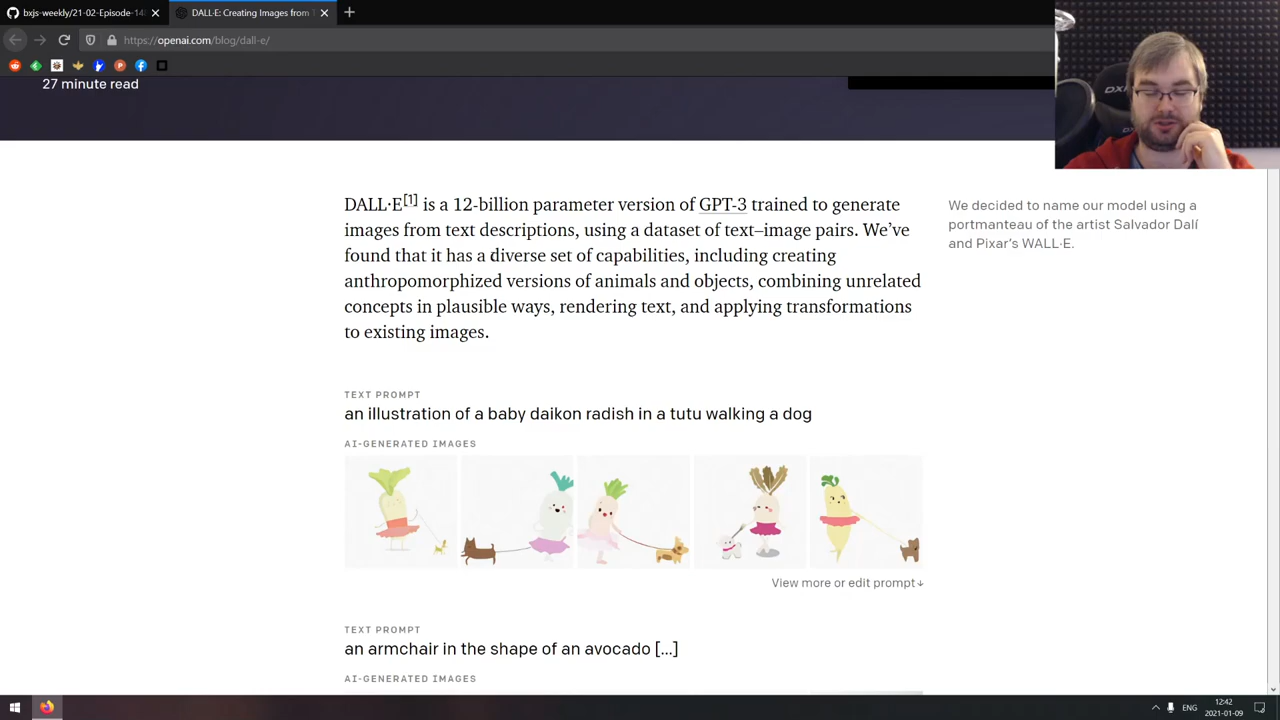 bxjs-weekly/21-02-Episode-14
DALL·E: Creating Images from T
https://openai.com/blog/dall-e/
27 minute read
DALL·E[1] is a 12-billion parameter version of GPT-3 trained to generate
images from text descriptions, using a dataset of text–image pairs. We’ve
found that it has a diverse set of capabilities, including creating
anthropomorphized versions of animals and objects, combining unrelated
concepts in plausible ways, rendering text, and applying transformations
to existing images.
We decided to name our model using a
portmanteau of the artist Salvador Dalí
and Pixar’s WALL·E.
TEXT PROMPT
an illustration of a baby daikon radish in a tutu walking a dog
AI-GENERATED IMAGES
View more or edit prompt↓
TEXT PROMPT
an armchair in the shape of an avocado [...]
AI-GENERATED IMAGES
ENG
12:42
2021-01-09